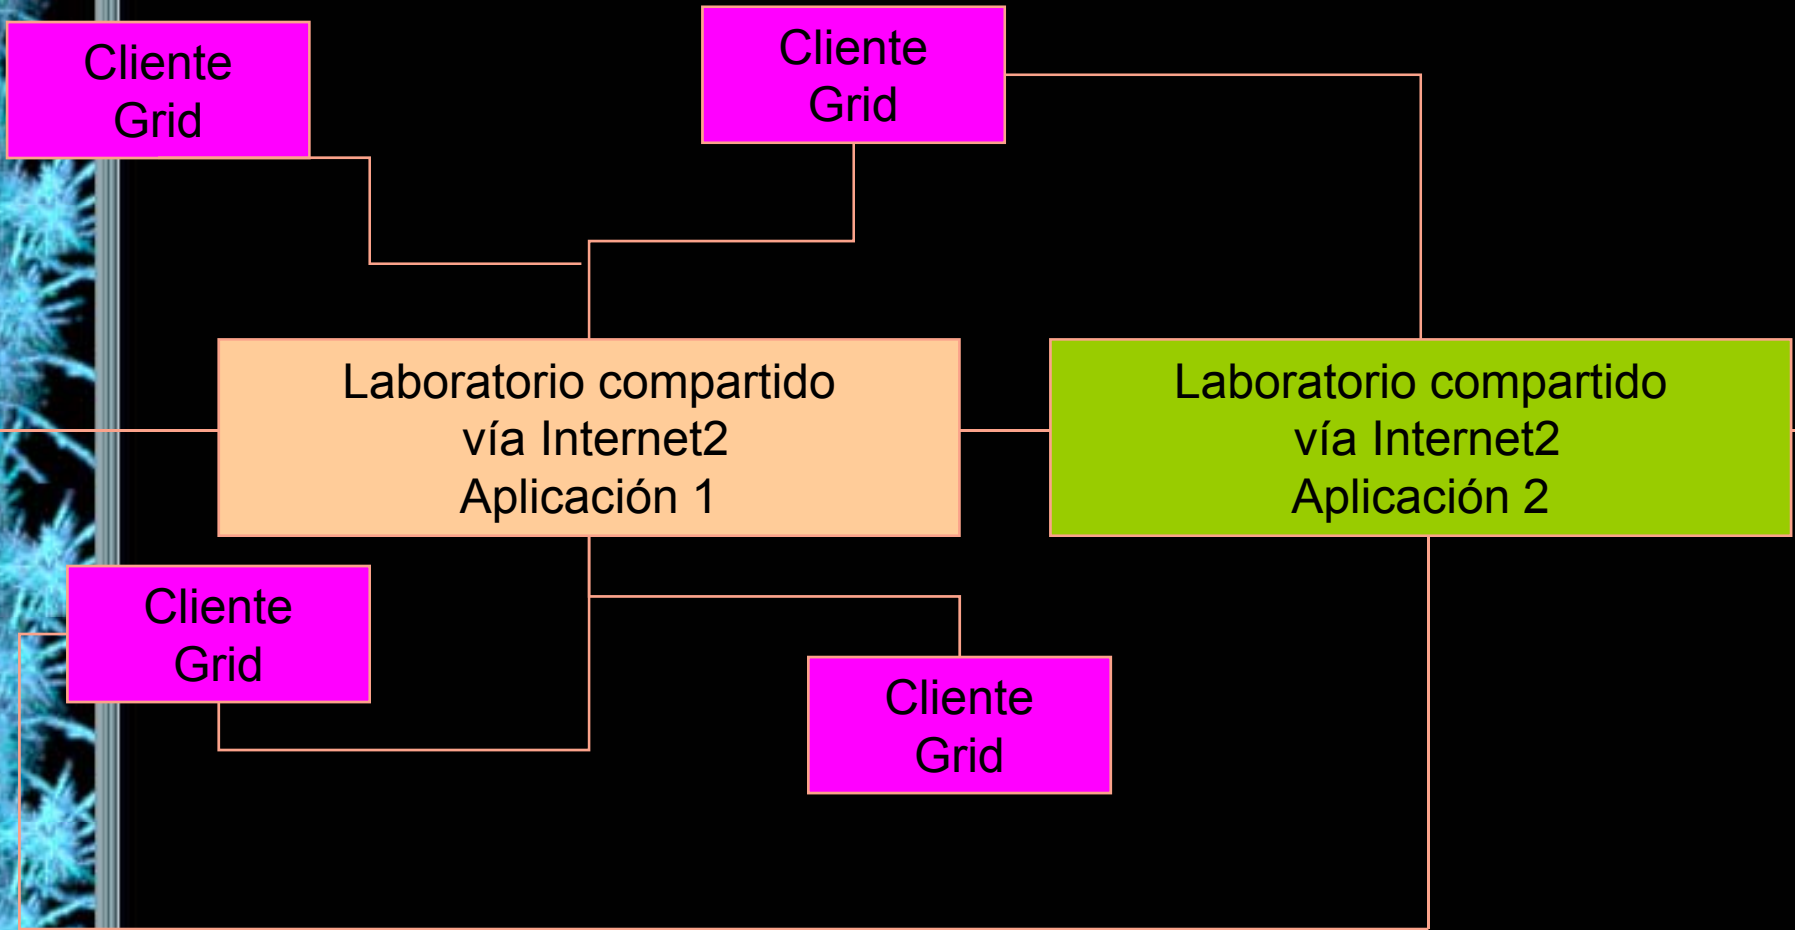 Cliente
Grid
Cliente
Grid
Laboratorio compartido
vía Internet2
Aplicación 1
Laboratorio compartido
vía Internet2
Aplicación 2
Cliente
Grid
Cliente
Grid